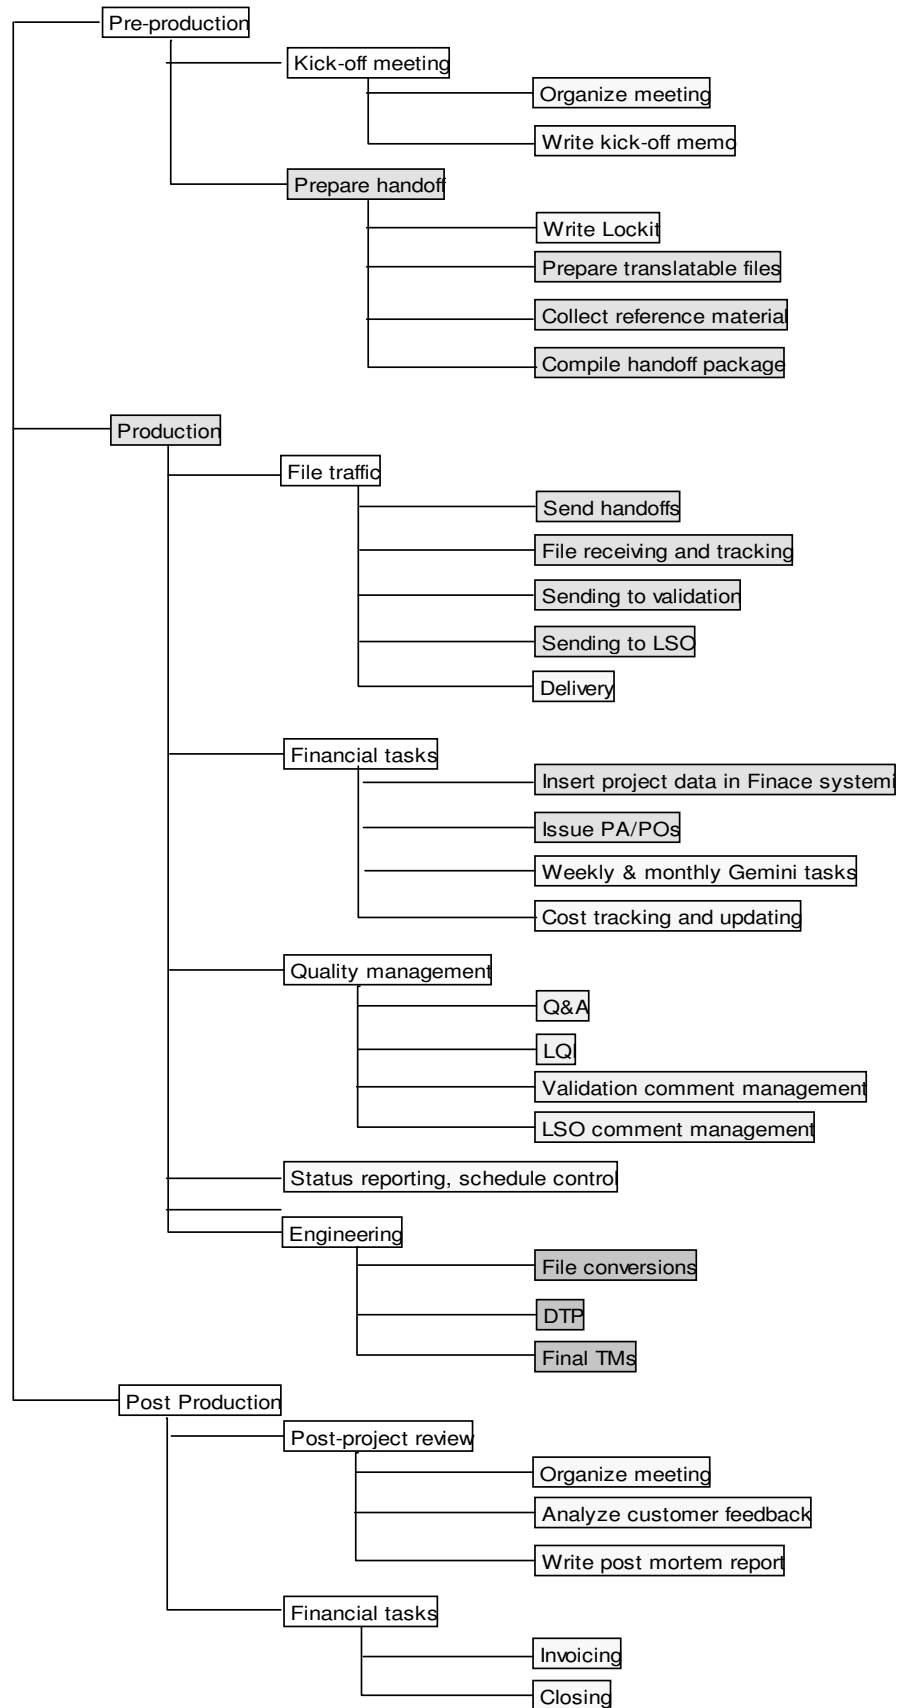 Pre-production
Kick-off meeting
Organize meeting
Write kick-off memo
Prepare handoff
Write Lockit
Prepare translatable files
Collect reference material
Compile handoff package
Production
File traffic
Send handoffs
File receiving and tracking
Sending to validation
Sending to LSO
Delivery
Financial tasks
Insert project data in Finace systemi
Issue PA/POs
Weekly & monthly Gemini tasks
Cost tracking and updating
Quality management
Q&A
LQI
Validation comment management
LSO comment management
Status reporting, schedule control
Engineering
File conversions
DTP
Final TMs
Post Production
Post-project review
Organize meeting
Analyze customer feedback
Write post mortem report
Financial tasks
Invoicing
Closing